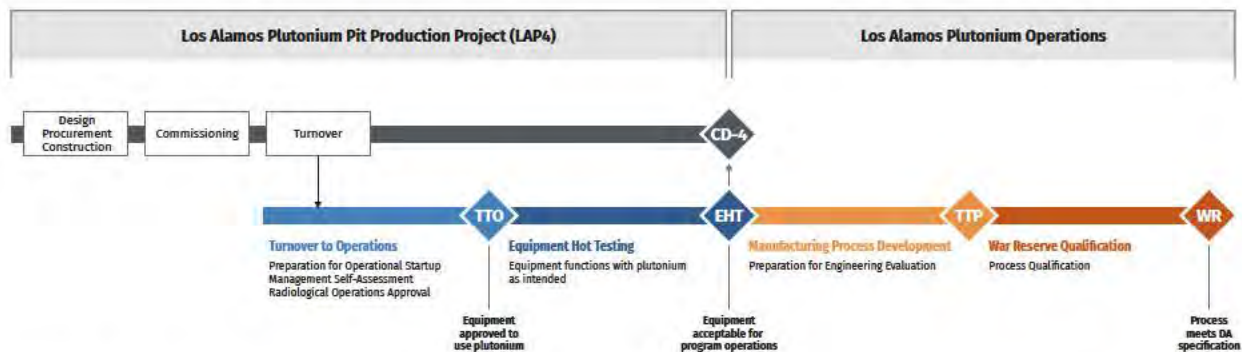 Los Alamos Plutonium Pit Production Project (LAP4)
Los Alamos Plutonium Operations
Design
Procurement
Construction
Commissioning
Turnover
CD-4
TTO
EHT
TTP
WR
Turnover to Operations
Preparation for Operational Startup
Management Self-Assessment
Radiological Operations Approval
Equipment Hot Testing
Equipment functions with plutonium
as intended
Manufacturing Process Development
Preparation for Engineering Evaluation
War Reserve Qualification
Process Qualification
Equipment
approved to
use plutonium
Equipment
acceptable for
program operations
Process
meets DA
specification